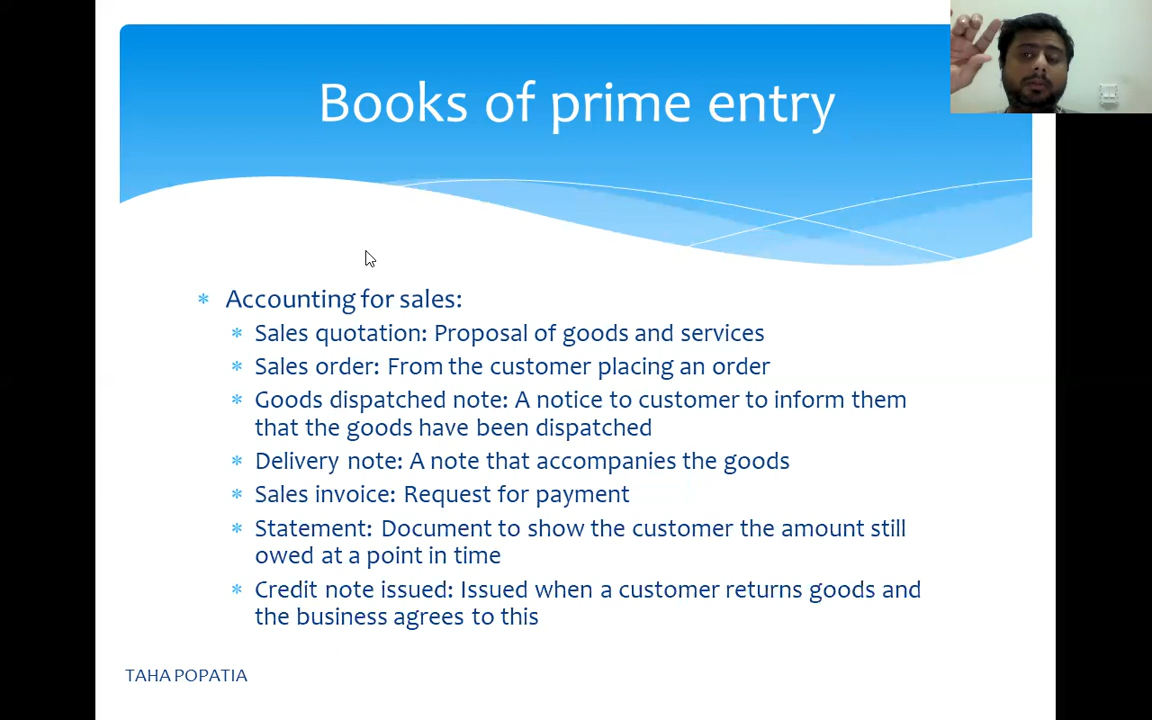 Books of prime entry
* Accounting for sales:
* Sales quotation: Proposal of goods and services
* Sales order: From the customer placing an order
* Goods dispatched note: A notice to customer to inform them
that the goods have been dispatched
* Delivery note: A note that accompanies the goods
* Sales invoice: Request for payment
* Statement: Document to show the customer the amount still
owed at a point in time
* Credit note issued: Issued when a customer returns goods and
the business agrees to this
TAHA POPATIA